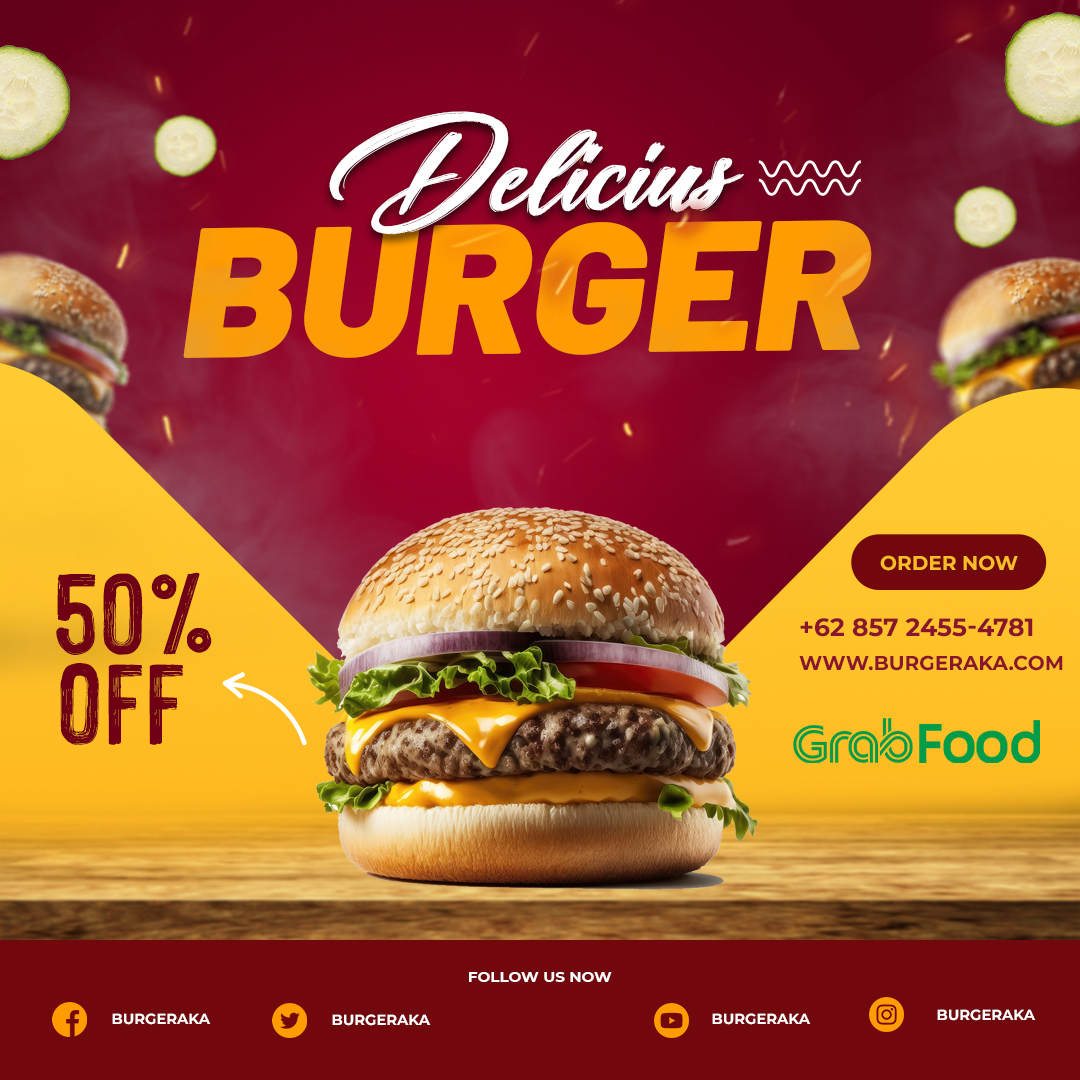 Delicius
BURGER
50%
OFF
ORDER NOW
+62 857 2455-4781
WWW.BURGERAKA.COM
GrabFood
FOLLOW US NOW
BURGERAKA
BURGERAKA
BURGERAKA
BURGERAKA